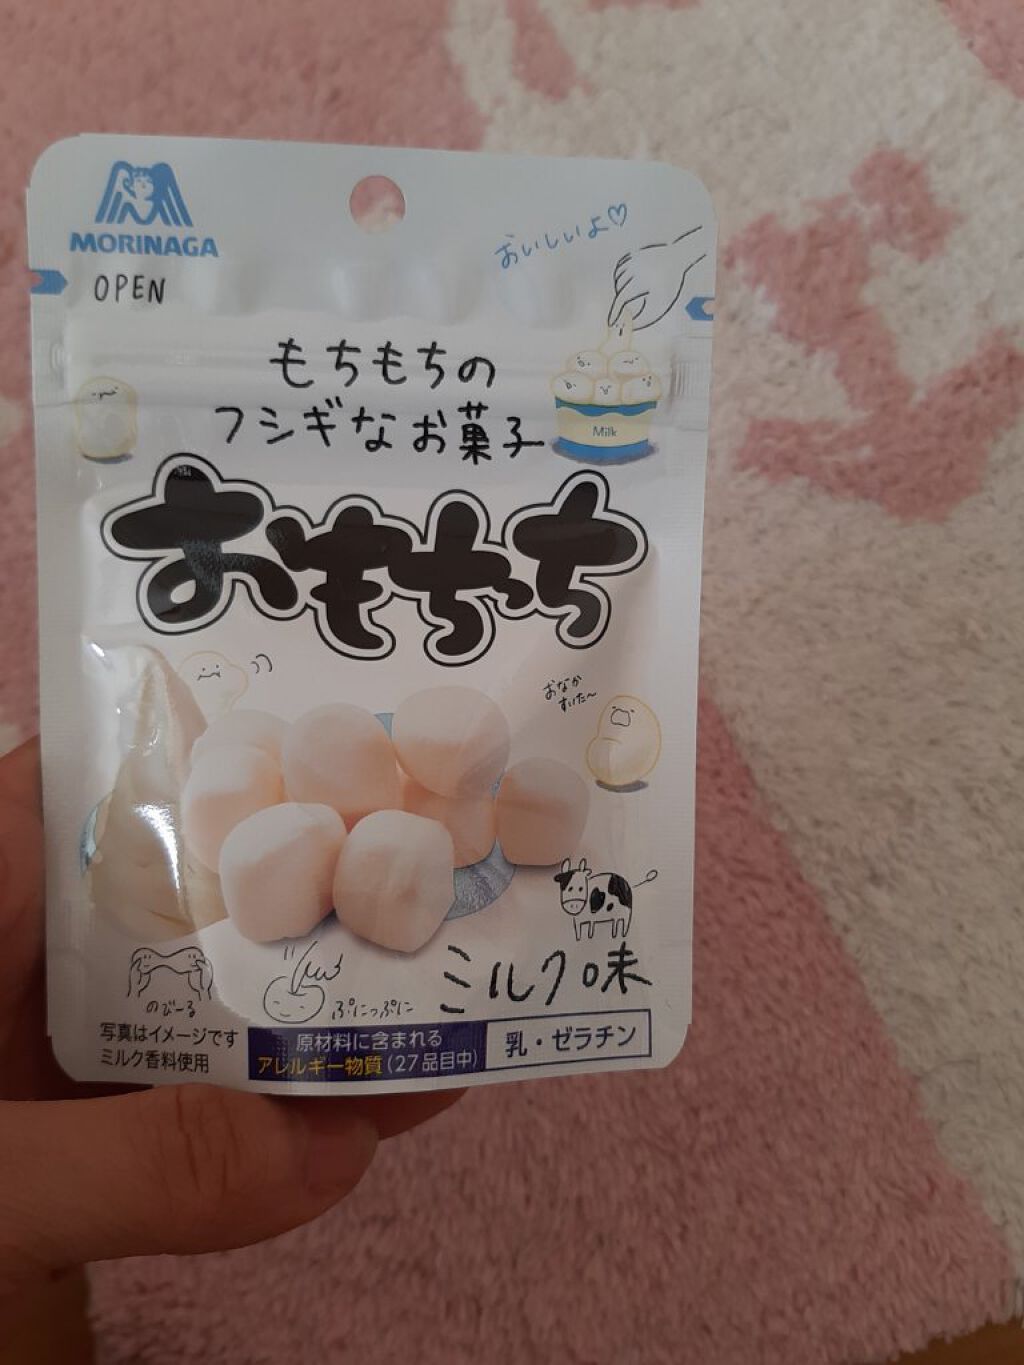 MORINAGA
OPEN
おいしいよ♡
もちもちの
フシギなお菓子
Milk
おもちち
おなか
すいた〜
ミルク味
のびーる
ぷにっぷに
写真はイメージです
ミルク香料使用
原材料に含まれる
アレルギー物質(27品目中)
乳・ゼラチン